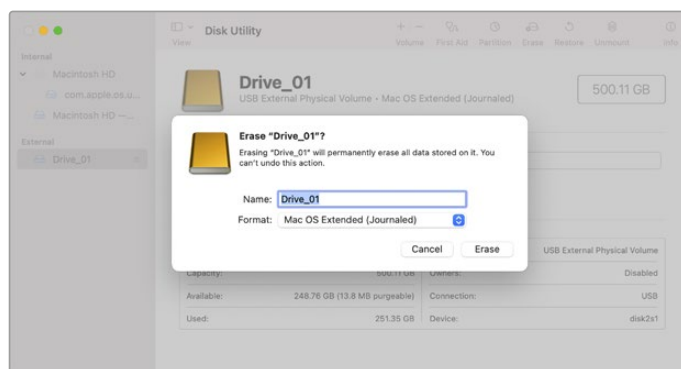 Disk Utility
View
Volume First Aid Partition Erase Restore Unmount Info
Internal
Macintosh HD
com.apple.os.u...
Macintosh HD —...
External
Drive_01
Drive_01
USB External Physical Volume • Mac OS Extended (Journaled)
500.11 GB
Erase “Drive_01”?
Erasing “Drive_01” will permanently erase all data stored on it. You
can’t undo this action.
Name: Drive_01
Format: Mac OS Extended (Journaled)
Cancel Erase
USB External Physical Volume
Capacity: 500.11 GB Owners: Disabled
Available: 248.76 GB (13.8 MB purgeable) Connection: USB
Used: 251.35 GB Device: disk2s1